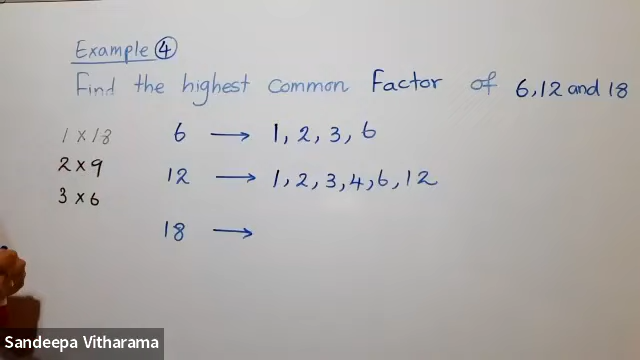 Example ④
Find the highest common Factor of 6,12 and 18
1 x 18
2 x 9
3 x 6
6 → 1, 2, 3, 6
12 → 1, 2, 3, 4, 6, 12
18 →
Sandeepa Vitharama